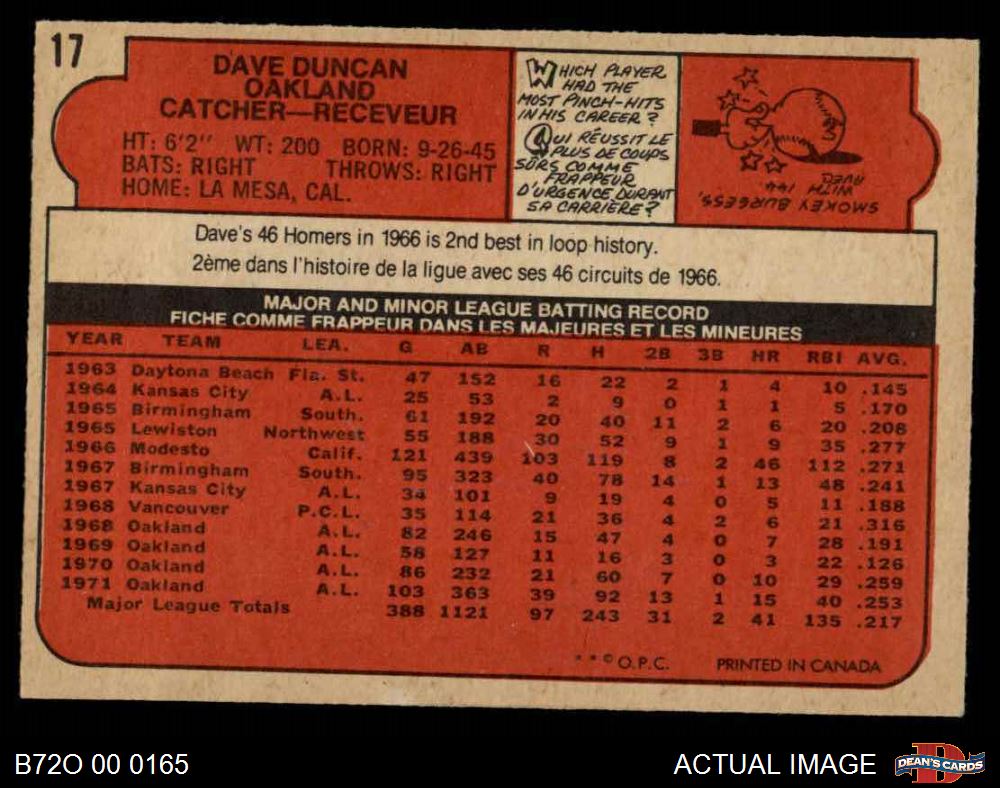 17
DAVE DUNCAN
OAKLAND
CATCHER—RECEVEUR
HT: 6'2" WT: 200 BORN: 9-26-45
BATS: RIGHT THROWS: RIGHT
HOME: LA MESA, CAL.
WHICH PLAYER
HAD THE
MOST PINCH-HITS
IN HIS CAREER?
QUI RÉUSSIT LE
PLUS DE COUPS
SÛRS COMME
FRAPPEUR
D'URGENCE DURANT
SA CARRIÈRE?
SMOKEY BURGESS,
WITH 144
AVEC
Dave's 46 Homers in 1966 is 2nd best in loop history.
2ème dans l'histoire de la ligue avec ses 46 circuits de 1966.
MAJOR AND MINOR LEAGUE BATTING RECORD
FICHE COMME FRAPPEUR DANS LES MAJEURES ET LES MINEURES
YEAR TEAM LEA. G AB R H 2B 3B HR RBI AVG.
1963 Daytona Beach Fla. St. 47 152 16 22 2 1 4 10 .145
1964 Kansas City A.L. 25 53 2 9 0 1 1 5 .170
1965 Birmingham South. 61 192 20 40 11 2 6 20 .208
1965 Lewiston Northwest 55 188 30 52 9 1 9 35 .277
1966 Modesto Calif. 121 439 103 119 8 2 46 112 .271
1967 Birmingham South. 95 323 40 78 14 1 13 48 .241
1967 Kansas City A.L. 34 101 9 19 4 0 5 11 .188
1968 Vancouver P.C.L. 35 114 21 36 4 2 6 21 .316
1968 Oakland A.L. 82 246 15 47 4 0 7 28 .191
1969 Oakland A.L. 58 127 11 16 3 0 3 22 .126
1970 Oakland A.L. 86 232 21 60 7 0 10 29 .259
1971 Oakland A.L. 103 363 39 92 13 1 15 40 .253
Major League Totals 388 1121 97 243 31 2 41 135 .217
* * © O.P.C. PRINTED IN CANADA
B72O 00 0165
ACTUAL IMAGE
DEAN'S CARDS